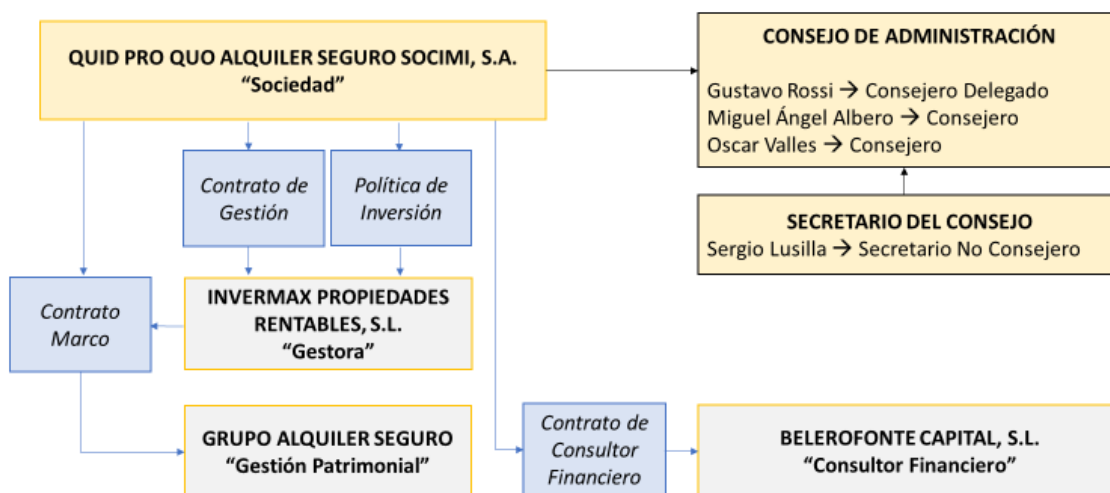 QUID PRO QUO ALQUILER SEGURO SOCIMI, S.A.
“Sociedad”
CONSEJO DE ADMINISTRACIÓN
Gustavo Rossi → Consejero Delegado
Miguel Ángel Albero → Consejero
Oscar Valles → Consejero
SECRETARIO DEL CONSEJO
Sergio Lusilla → Secretario No Consejero
Contrato de
Gestión
Política de
Inversión
Contrato
Marco
INVERMAX PROPIEDADES
RENTABLES, S.L.
“Gestora”
GRUPO ALQUILER SEGURO
“Gestión Patrimonial”
Contrato de
Consultor
Financiero
BELEROFONTE CAPITAL, S.L.
“Consultor Financiero”